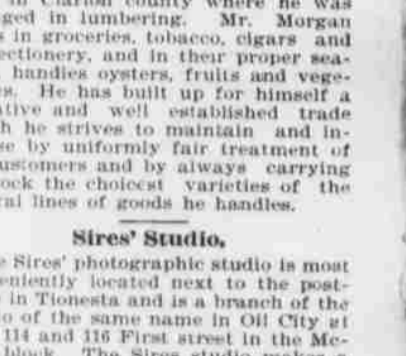 in Clarion county where he was
ged in lumbering. Mr. Morgan
s in groceries, tobacco, cigars and
ectionery, and in their proper sea-
handles oysters, fruits and vege-
es. He has built up for himself a
ative and well established trade
h he strives to maintain and in-
se by uniformly fair treatment of
ustomers and by always carrying
ock the choicest varieties of the
ral lines of goods he handles.
Sires' Studio.
e Sires' photographic studio is most
eniently located next to the post-
e in Tionesta and is a branch of the
o of the same name in Oil City at
114 and 116 First street in the Mc-
block. The Sires studio makes